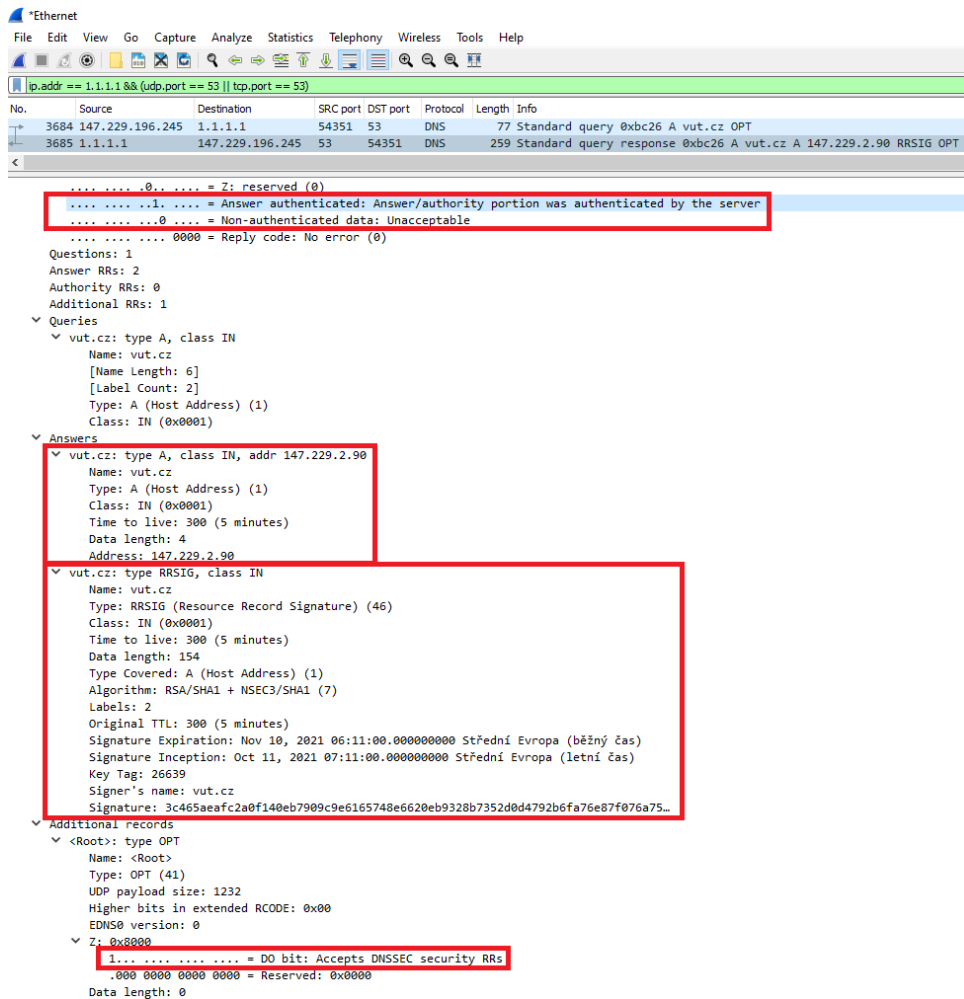 *Ethernet
File Edit View Go Capture Analyze Statistics Telephony Wireless Tools Help
ip.addr == 1.1.1.1 && (udp.port == 53 || tcp.port == 53)
No. Source Destination SRC port DST port Protocol Length Info
3684 147.229.196.245 1.1.1.1 54351 53 DNS 77 Standard query 0xbc26 A vut.cz OPT
3685 1.1.1.1 147.229.196.245 53 54351 DNS 259 Standard query response 0xbc26 A vut.cz A 147.229.2.90 RRSIG OPT
.... .... .0.. .... = Z: reserved (0)
.... .... ..1. .... = Answer authenticated: Answer/authority portion was authenticated by the server
.... .... ...0 .... = Non-authenticated data: Unacceptable
.... .... .... 0000 = Reply code: No error (0)
Questions: 1
Answer RRs: 2
Authority RRs: 0
Additional RRs: 1
Queries
vut.cz: type A, class IN
Name: vut.cz
[Name Length: 6]
[Label Count: 2]
Type: A (Host Address) (1)
Class: IN (0x0001)
Answers
vut.cz: type A, class IN, addr 147.229.2.90
Name: vut.cz
Type: A (Host Address) (1)
Class: IN (0x0001)
Time to live: 300 (5 minutes)
Data length: 4
Address: 147.229.2.90
vut.cz: type RRSIG, class IN
Name: vut.cz
Type: RRSIG (Resource Record Signature) (46)
Class: IN (0x0001)
Time to live: 300 (5 minutes)
Data length: 154
Type Covered: A (Host Address) (1)
Algorithm: RSA/SHA1 + NSEC3/SHA1 (7)
Labels: 2
Original TTL: 300 (5 minutes)
Signature Expiration: Nov 10, 2021 06:11:00.000000000 Střední Evropa (běžný čas)
Signature Inception: Oct 11, 2021 07:11:00.000000000 Střední Evropa (letní čas)
Key Tag: 26639
Signer's name: vut.cz
Signature: 3c465aeafc2a0f140eb7909c9e6165748e6620eb9328b7352d0d4792b6fa76e87f076a75…
Additional records
<Root>: type OPT
Name: <Root>
Type: OPT (41)
UDP payload size: 1232
Higher bits in extended RCODE: 0x00
EDNS0 version: 0
Z: 0x8000
1... .... .... .... = DO bit: Accepts DNSSEC security RRs
.000 0000 0000 0000 = Reserved: 0x0000
Data length: 0